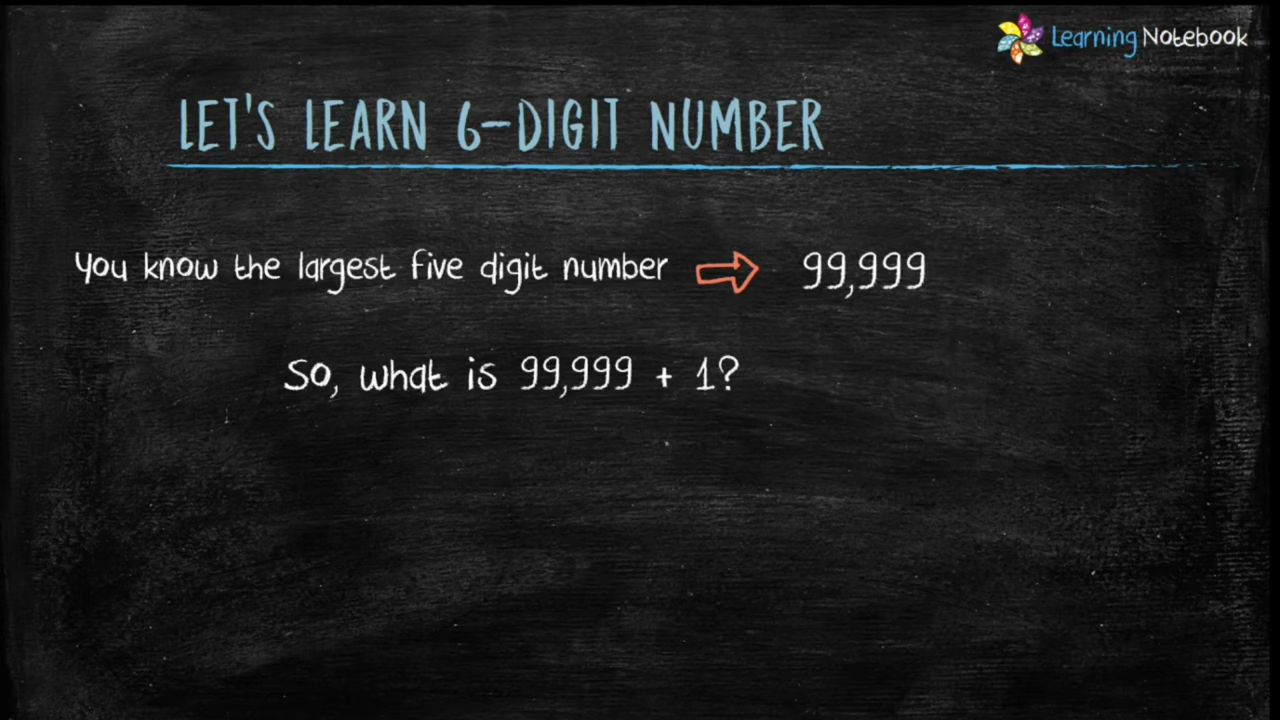 Learning Notebook
LET'S LEARN 6-DIGIT NUMBER
You know the largest five digit number 99,999
So, what is 99,999 + 1?